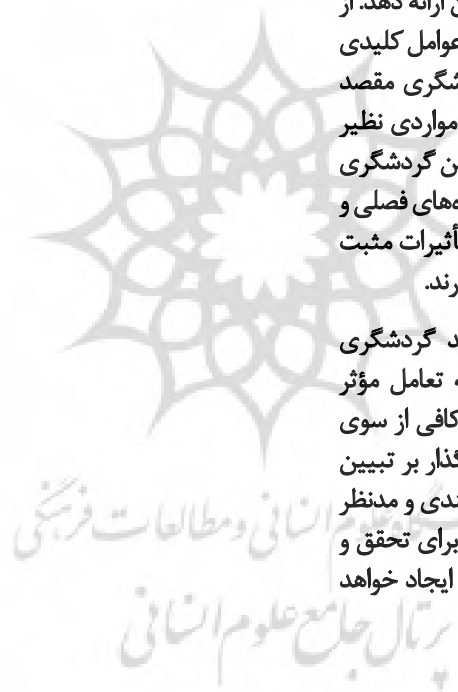 ن ارائه دهد. از
عوامل کلیدی
شگری مقصد
مواردی نظیر
ن گردشگری
ه‌های فصلی و
أثیرات مثبت
رند.
د گردشگری
ه تعامل مؤثر
کافی از سوی
گذار بر تبیین
ندی و مدنظر
برای تحقق و
ایجاد خواهد
علوم انسانی و مطالعات فرهنگی
پرتال جامع علوم انسانی